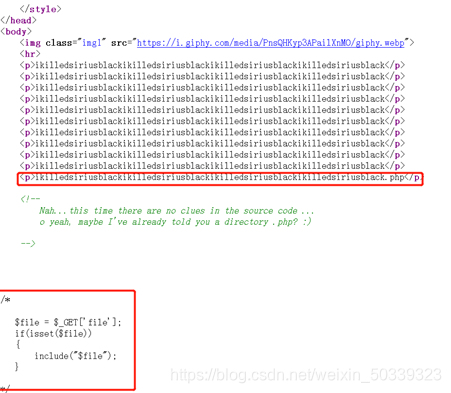 </style>
</head>
<body>
<img class="img1" src="https://i.giphy.com/media/PnsQHKyp3APailXnMO/giphy.webp">
<hr>
<p>ikilledsiriusblackikilledsiriusblackikilledsiriusblackikilledsiriusblack</p>
<p>ikilledsiriusblackikilledsiriusblackikilledsiriusblackikilledsiriusblack</p>
<p>ikilledsiriusblackikilledsiriusblackikilledsiriusblackikilledsiriusblack</p>
<p>ikilledsiriusblackikilledsiriusblackikilledsiriusblackikilledsiriusblack</p>
<p>ikilledsiriusblackikilledsiriusblackikilledsiriusblackikilledsiriusblack</p>
<p>ikilledsiriusblackikilledsiriusblackikilledsiriusblackikilledsiriusblack</p>
<p>ikilledsiriusblackikilledsiriusblackikilledsiriusblackikilledsiriusblack</p>
<p>ikilledsiriusblackikilledsiriusblackikilledsiriusblackikilledsiriusblack</p>
<p>ikilledsiriusblackikilledsiriusblackikilledsiriusblackikilledsiriusblack</p>
<p>ikilledsiriusblackikilledsiriusblackikilledsiriusblackikilledsiriusblack</p>
<p>ikilledsiriusblackikilledsiriusblackikilledsiriusblackikilledsiriusblack.php</p
<!--
Nah...this time there are no clues in the source code ...
o yeah, maybe I've already told you a directory .php? :)
-->
/*
$file = $_GET['file'];
if(isset($file))
{
include("$file");
}
*/
https://blog.csdn.net/weixin_50339323